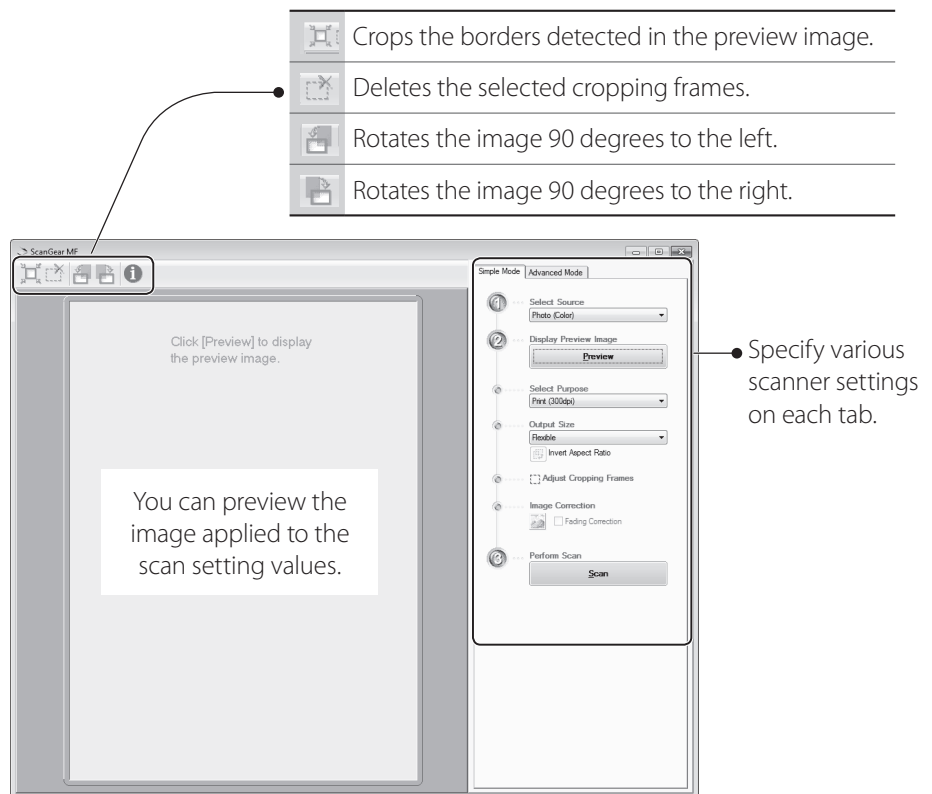 Crops the borders detected in the preview image.
Deletes the selected cropping frames.
Rotates the image 90 degrees to the left.
Rotates the image 90 degrees to the right.
ScanGear MF
Simple Mode
Advanced Mode
Click [Preview] to display
the preview image.
You can preview the
image applied to the
scan setting values.
1
Select Source
Photo (Color)
2
Display Preview Image
Preview
Select Purpose
Print (300dpi)
Output Size
Flexible
Invert Aspect Ratio
Adjust Cropping Frames
Image Correction
Fading Correction
3
Perform Scan
Scan
Specify various
scanner settings
on each tab.